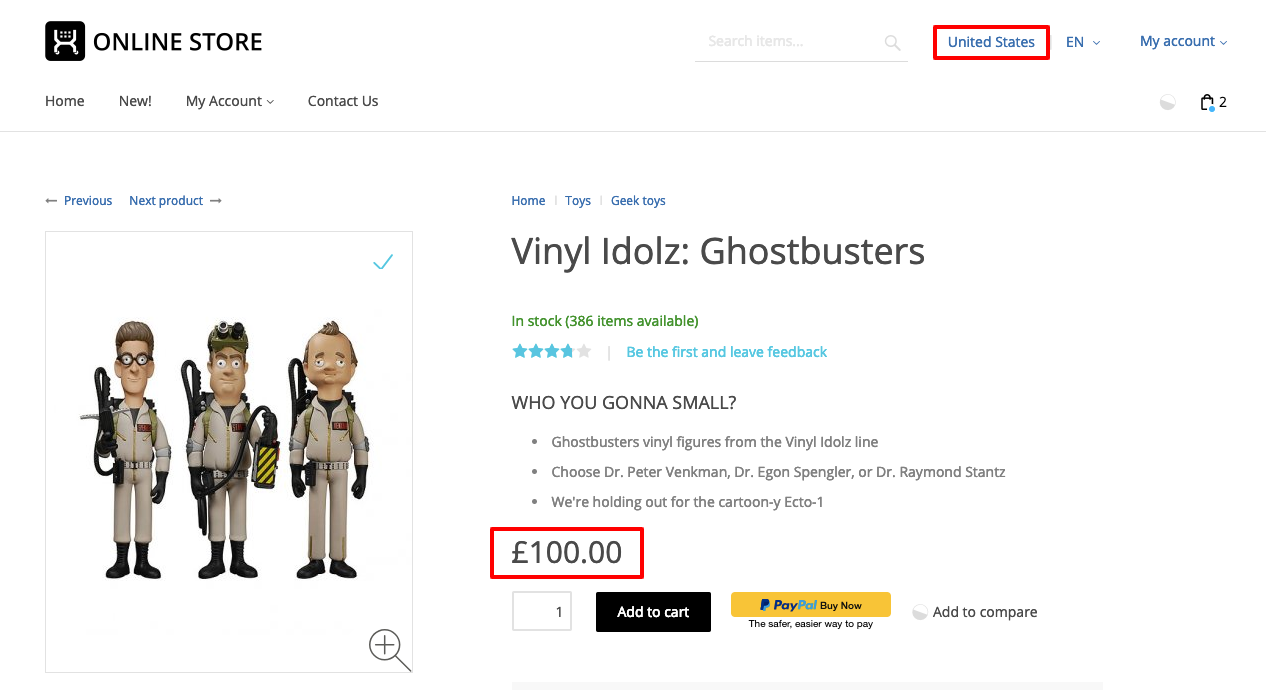 ONLINE STORE
Search items...
United States
EN
My account
Home
New!
My Account
Contact Us
2
Previous
Next product
Home
Toys
Geek toys
Vinyl Idolz: Ghostbusters
In stock (386 items available)
Be the first and leave feedback
WHO YOU GONNA SMALL?
Ghostbusters vinyl figures from the Vinyl Idolz line
Choose Dr. Peter Venkman, Dr. Egon Spengler, or Dr. Raymond Stantz
We're holding out for the cartoon-y Ecto-1
£100.00
1
Add to cart
PayPal Buy Now
The safer, easier way to pay
Add to compare